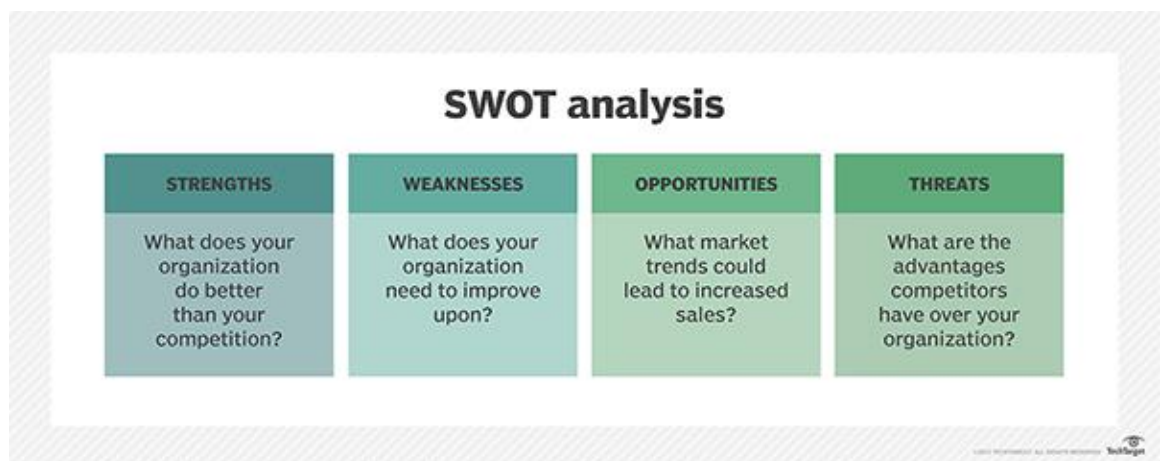 SWOT analysis
STRENGTHS
What does your
organization
do better
than your
competition?
WEAKNESSES
What does your
organization
need to improve
upon?
OPPORTUNITIES
What market
trends could
lead to increased
sales?
THREATS
What are the
advantages
competitors
have over your
organization?
TechTarget